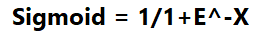 Sigmoid = 1/1+E^-X